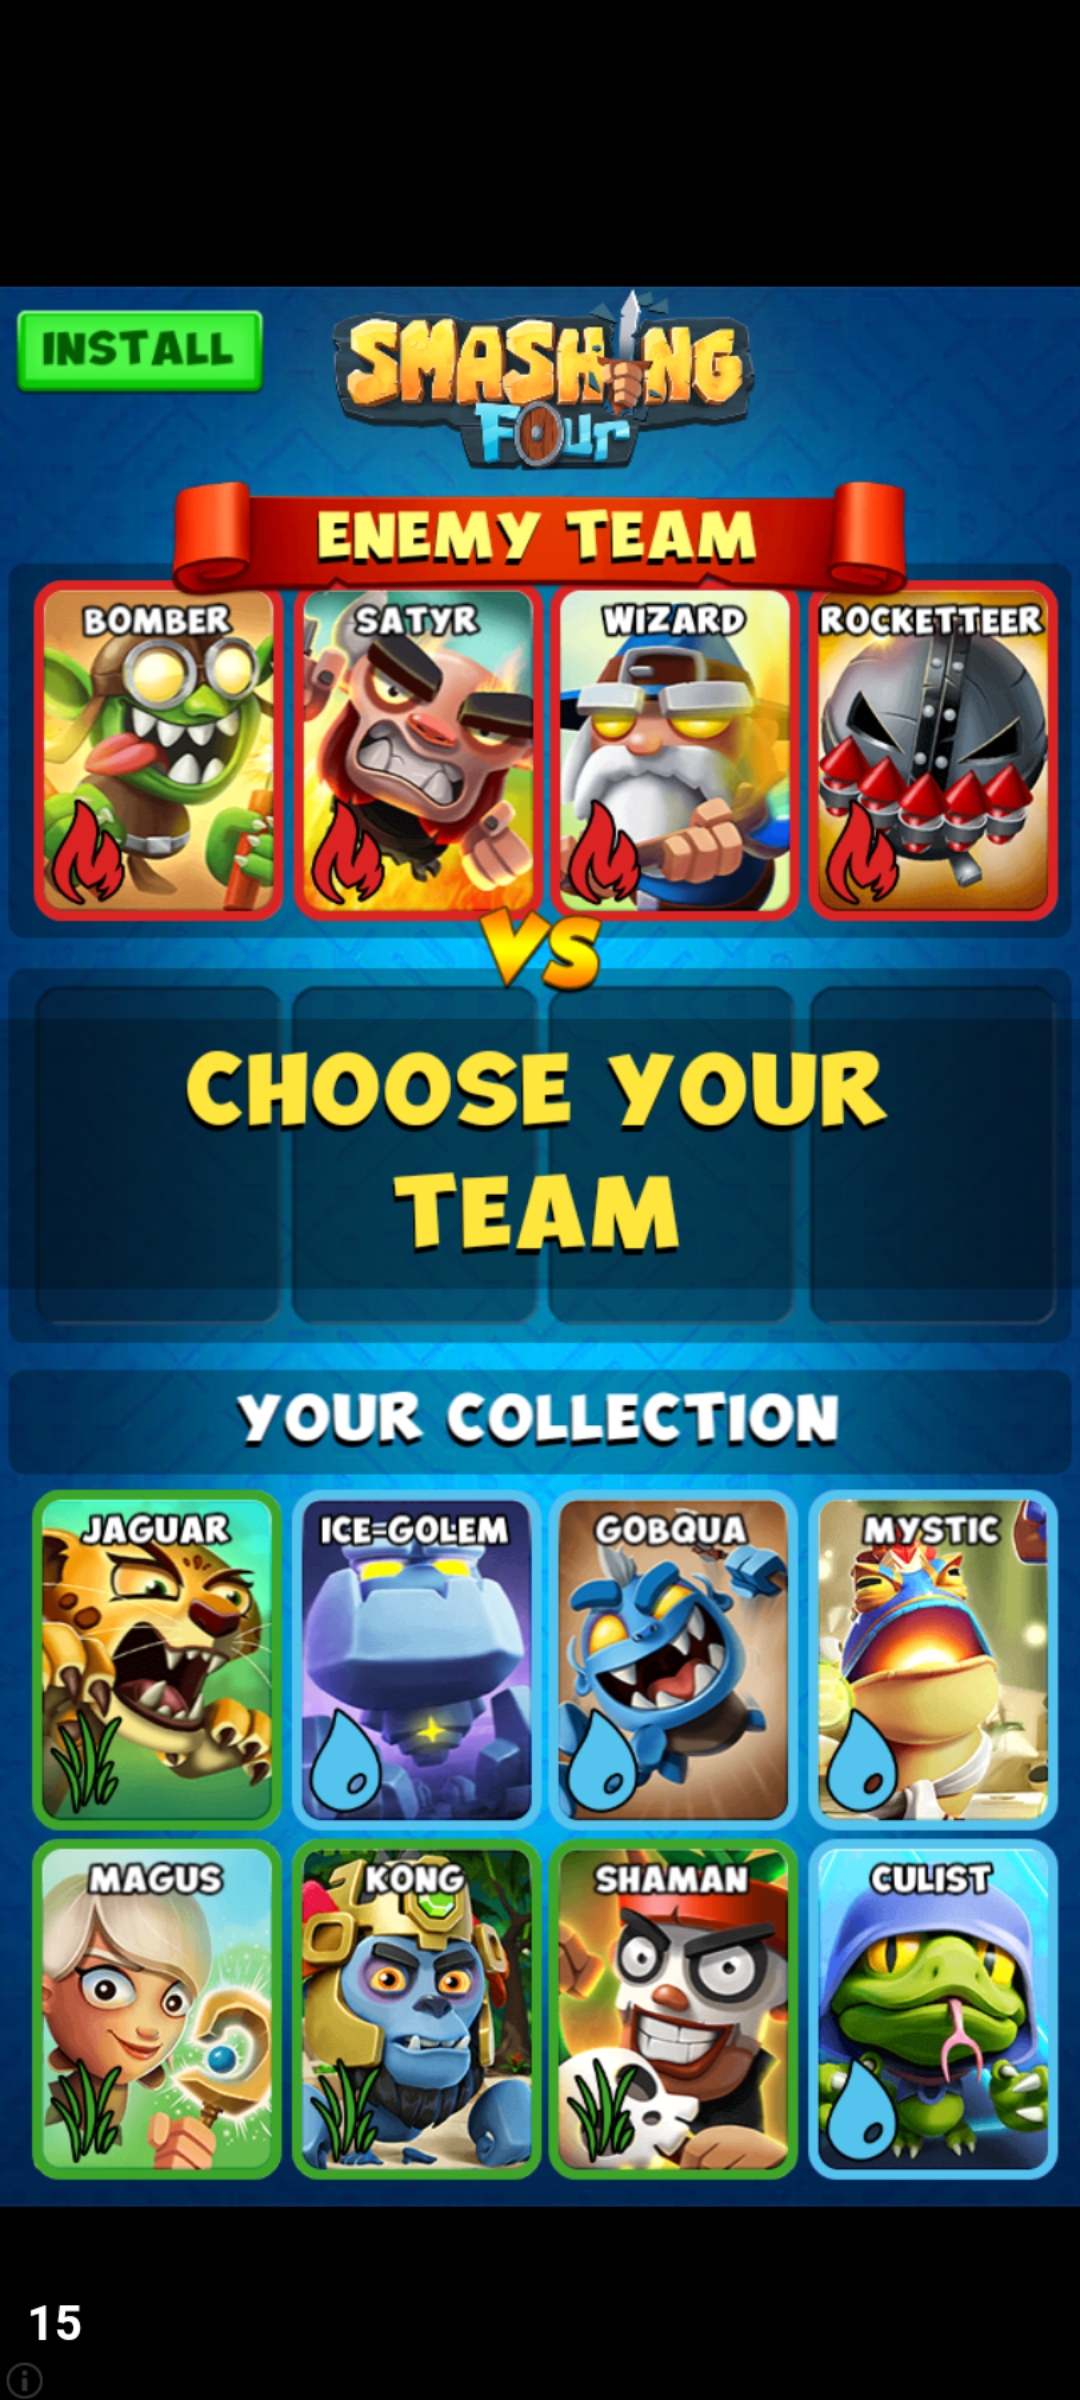 INSTALL
SMASHING
FOUR
ENEMY TEAM
BOMBER
SATYR
WIZARD
ROCKETTEER
VS
CHOOSE YOUR
TEAM
YOUR COLLECTION
JAGUAR
ICE-GOLEM
GOBQUA
MYSTIC
MAGUS
KONG
SHAMAN
CULIST
15
i